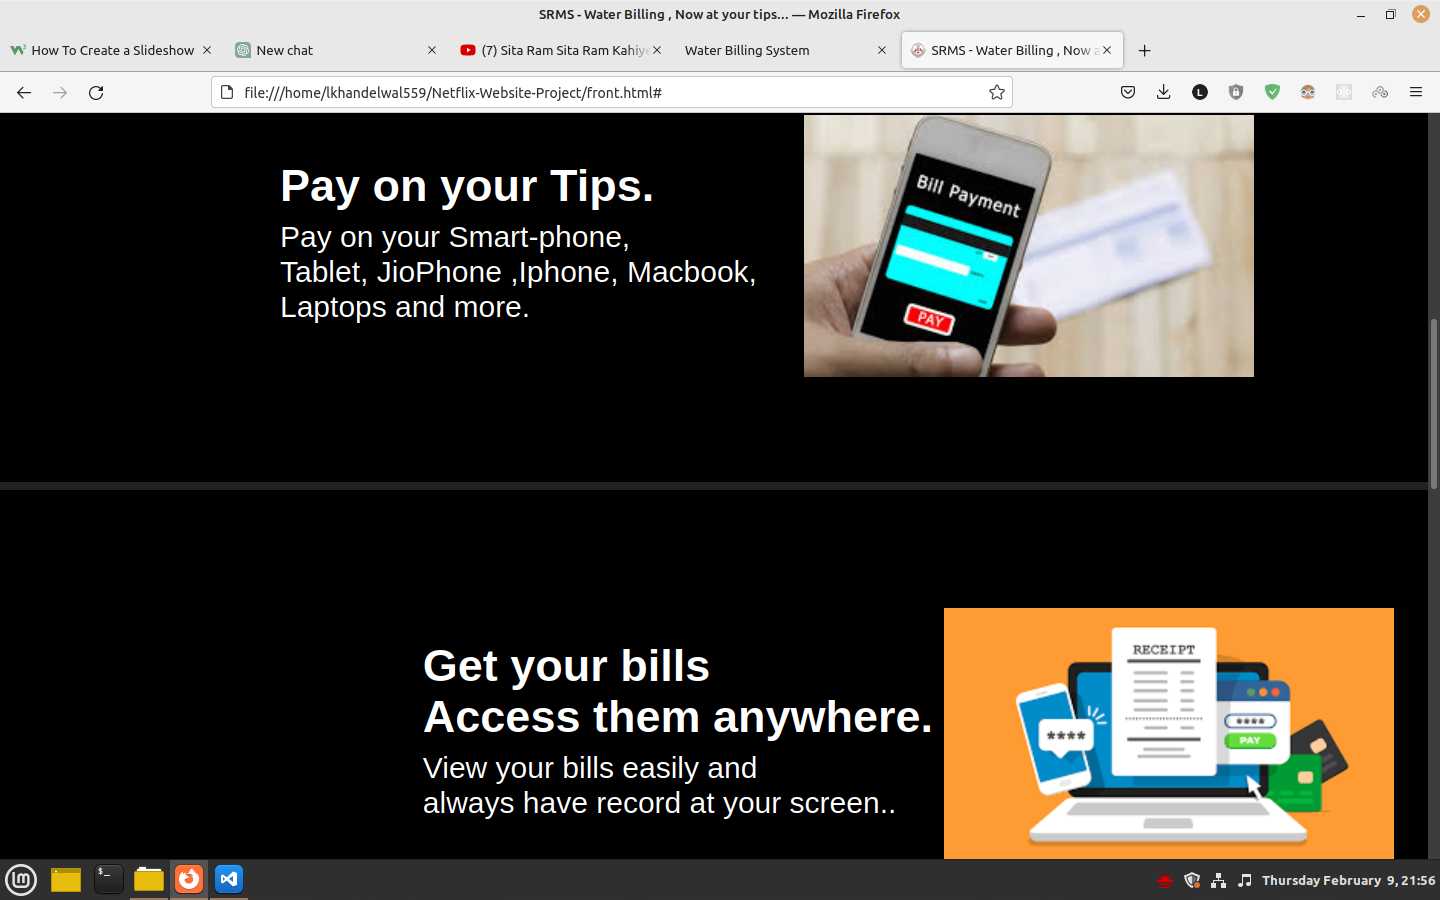 SRMS - Water Billing , Now at your tips... — Mozilla Firefox
How To Create a Slideshow
New chat
(7) Sita Ram Sita Ram Kahiye
Water Billing System
SRMS - Water Billing , Now a
file:///home/lkhandelwal559/Netflix-Website-Project/front.html#
L
Pay on your Tips.
Pay on your Smart-phone,
Tablet, JioPhone ,Iphone, Macbook,
Laptops and more.
Bill Payment
PAY
Get your bills
Access them anywhere.
View your bills easily and
always have record at your screen..
RECEIPT
****
****
PAY
Thursday February 9, 21:56